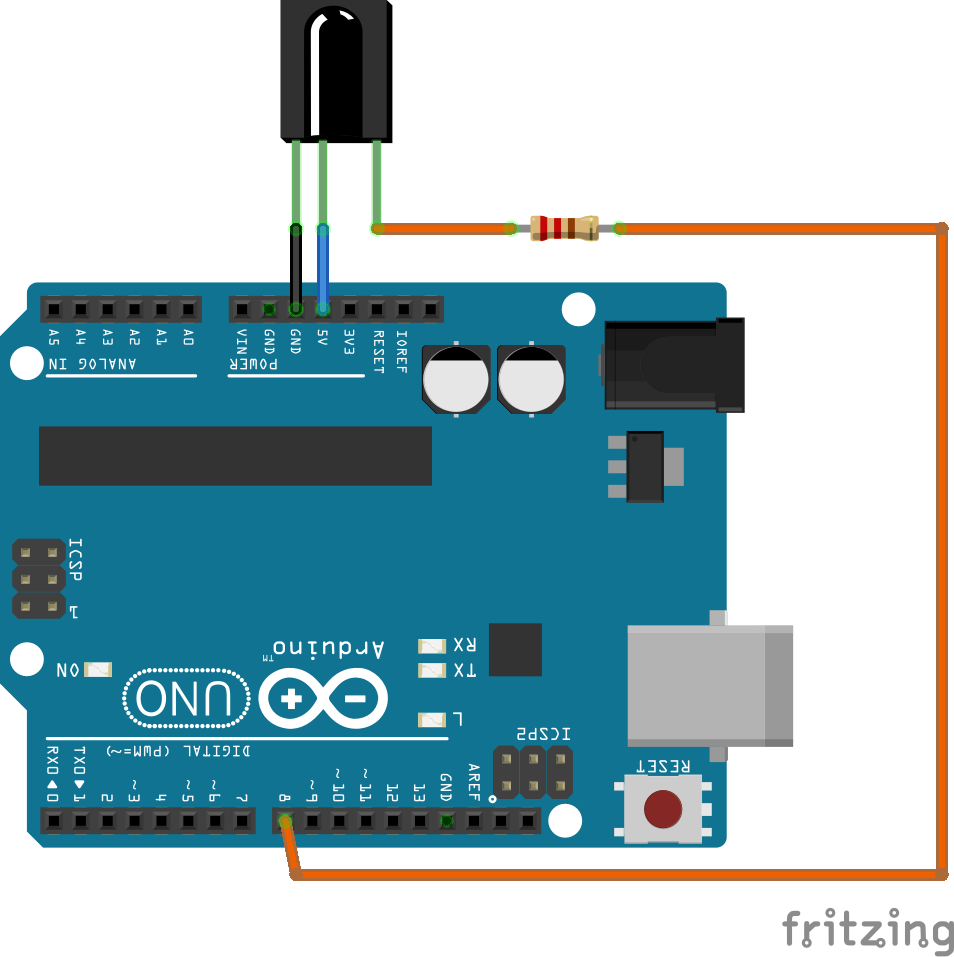 A5
A4
A3
A2
A1
A0
VIN
GND
GND
5V
3V3
RESET
IOREF
ANALOG IN
POWER
ICSP
1
ON
UNO
Arduino
TM
RX
TX
L
ICSP2
DIGITAL (PWM=~)
RESET
RX0◄0
TX0►1
2
~3
4
~5
~6
7
8
~9
~10
~11
12
13
GND
AREF
fritzing